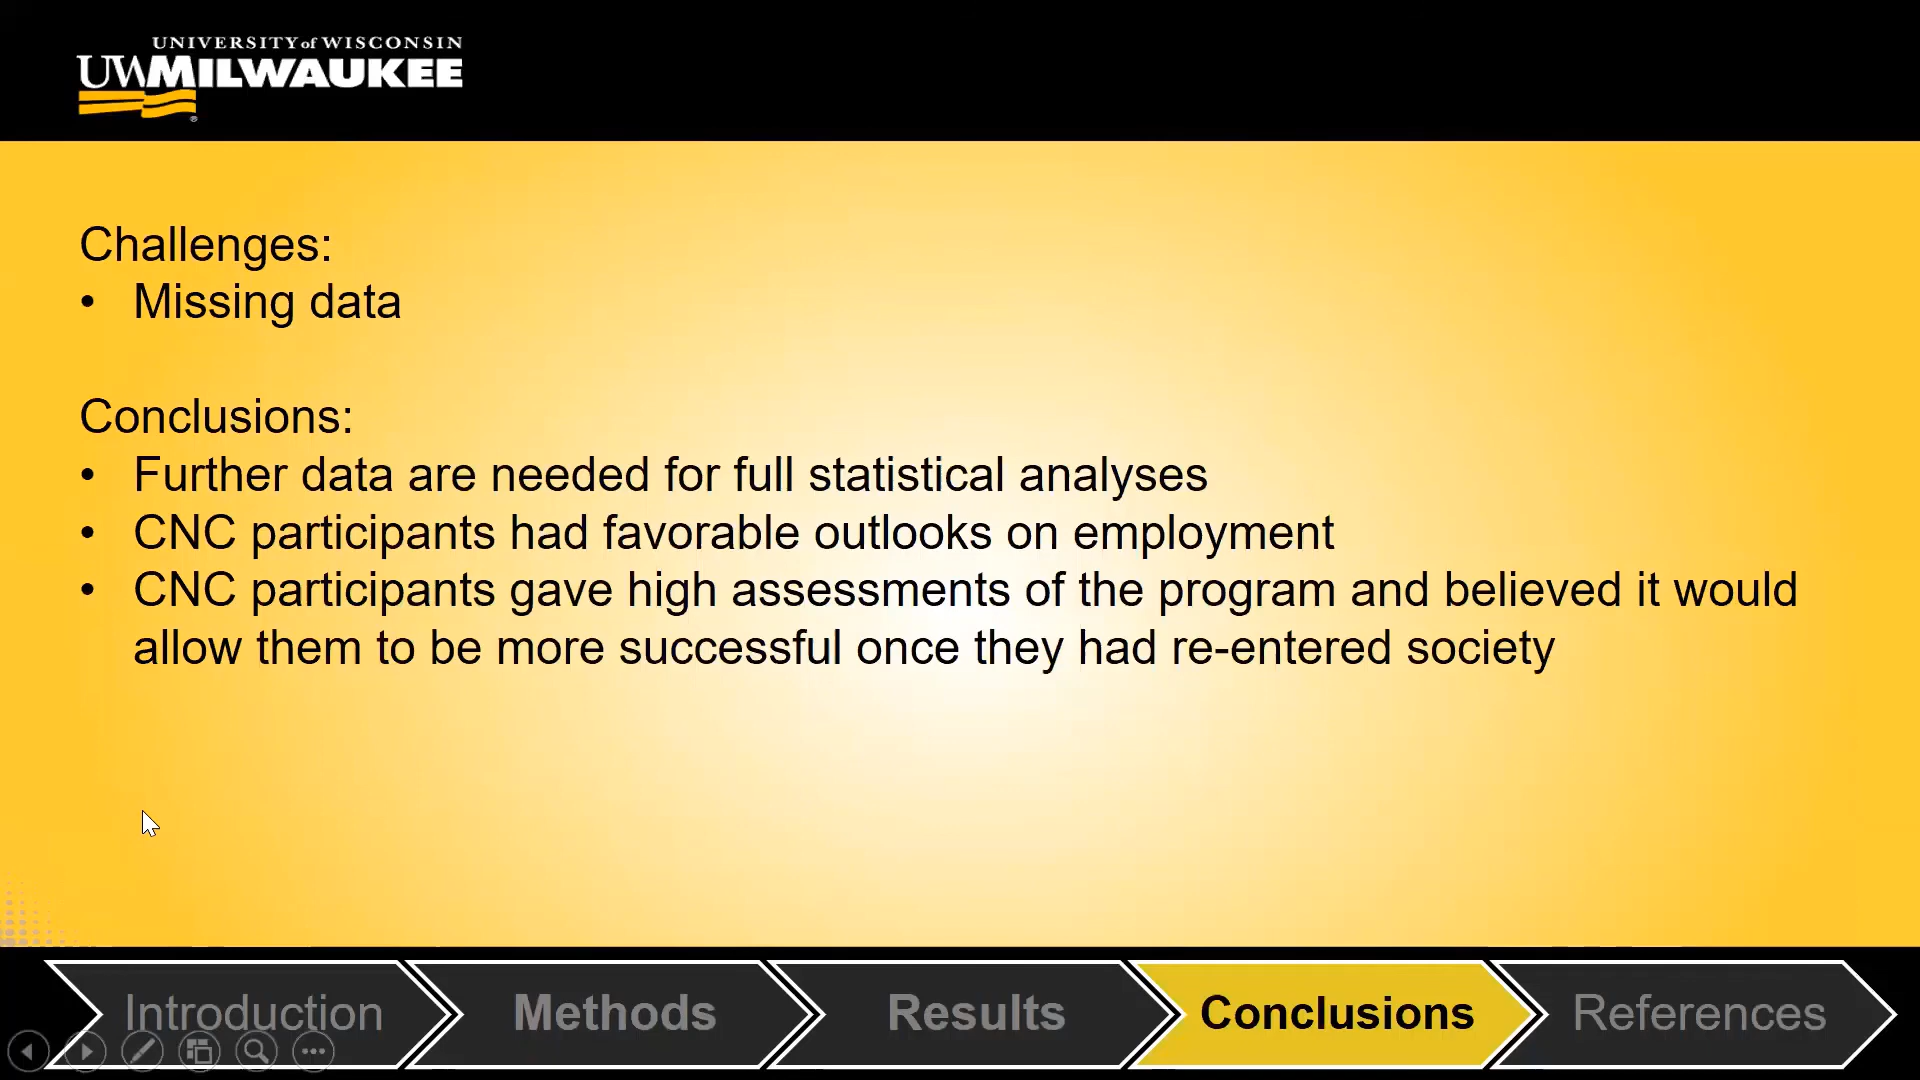 UNIVERSITY of WISCONSIN
UWMILWAUKEE
®
Challenges:
• Missing data
Conclusions:
• Further data are needed for full statistical analyses
• CNC participants had favorable outlooks on employment
• CNC participants gave high assessments of the program and believed it would
allow them to be more successful once they had re-entered society
Introduction
Methods
Results
Conclusions
References